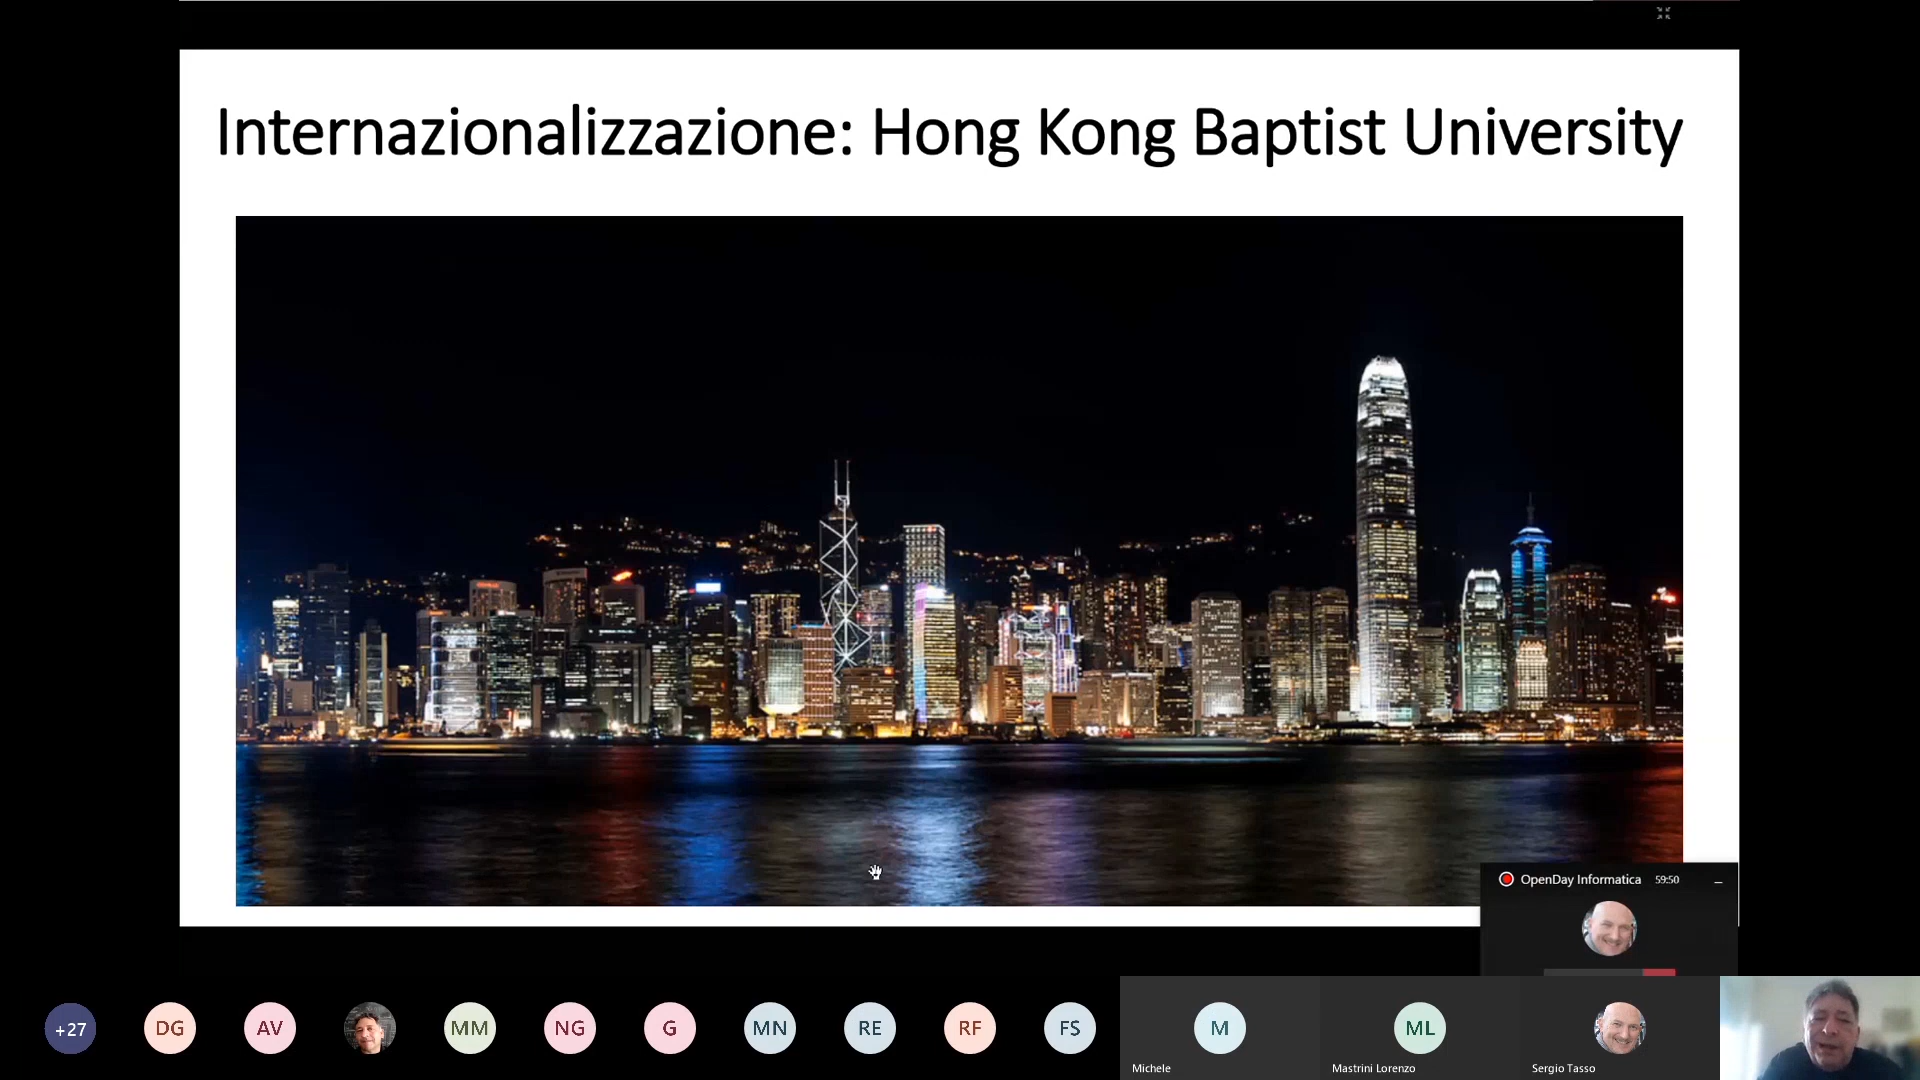 Internazionalizzazione: Hong Kong Baptist University
OpenDay Informatica 59:50
+27
DG
AV
MM
NG
G
MN
RE
RF
FS
M
Michele
ML
Mastrini Lorenzo
Sergio Tasso